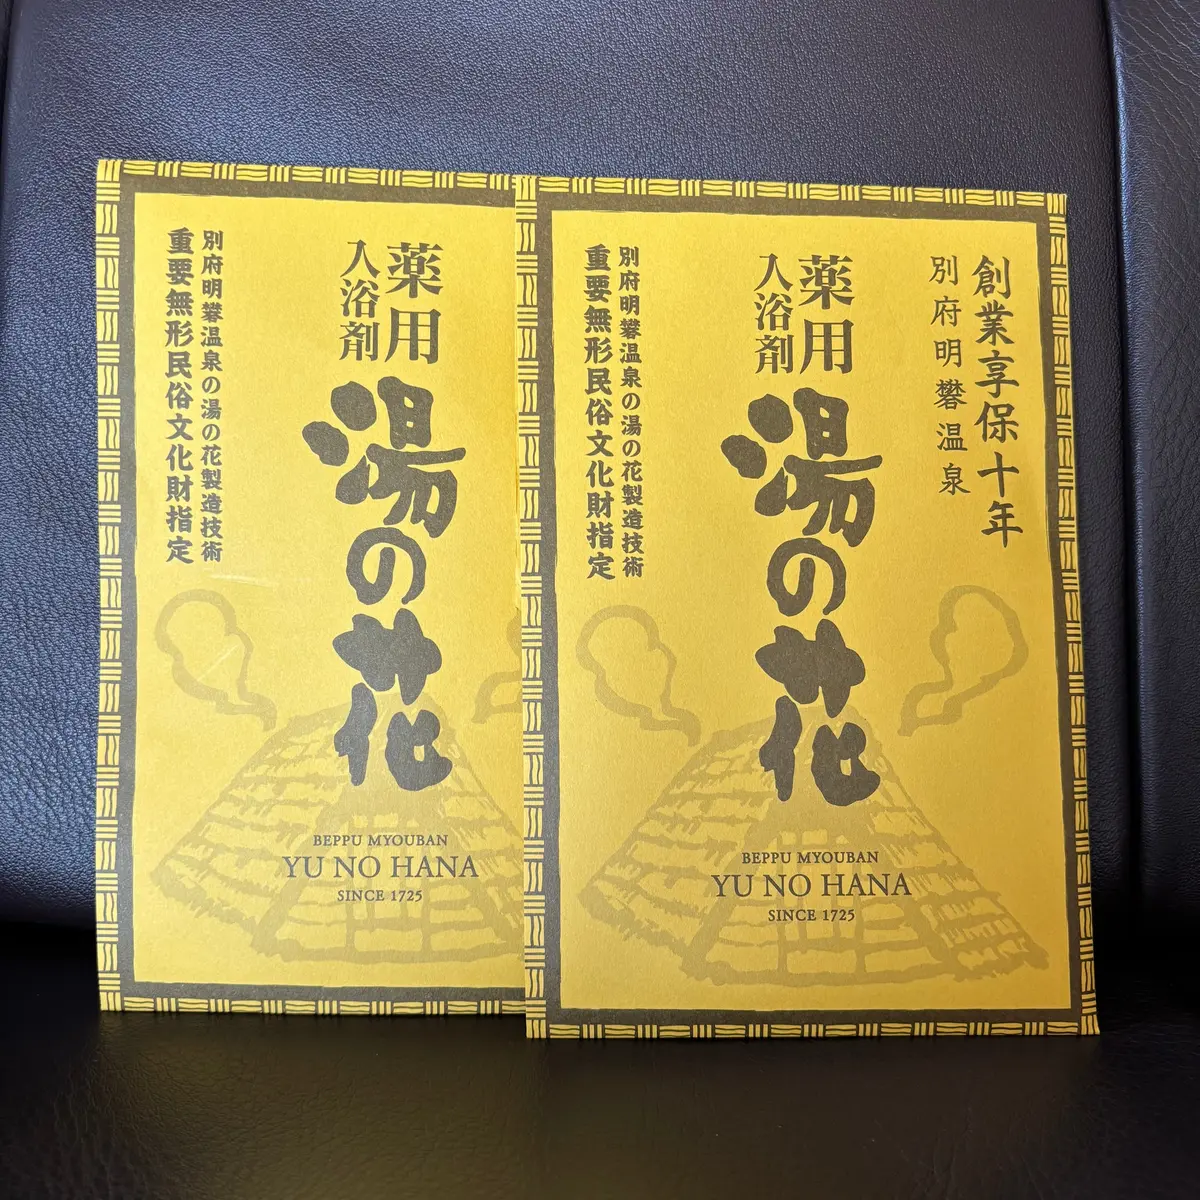 薬用
入浴剤
湯の花
別府明礬温泉の湯の花製造技術
重要無形民俗文化財指定
BEPPU MYOUBAN
YU NO HANA
SINCE 1725
創業享保十年
別府明礬温泉
薬用
入浴剤
湯の花
別府明礬温泉の湯の花製造技術
重要無形民俗文化財指定
BEPPU MYOUBAN
YU NO HANA
SINCE 1725